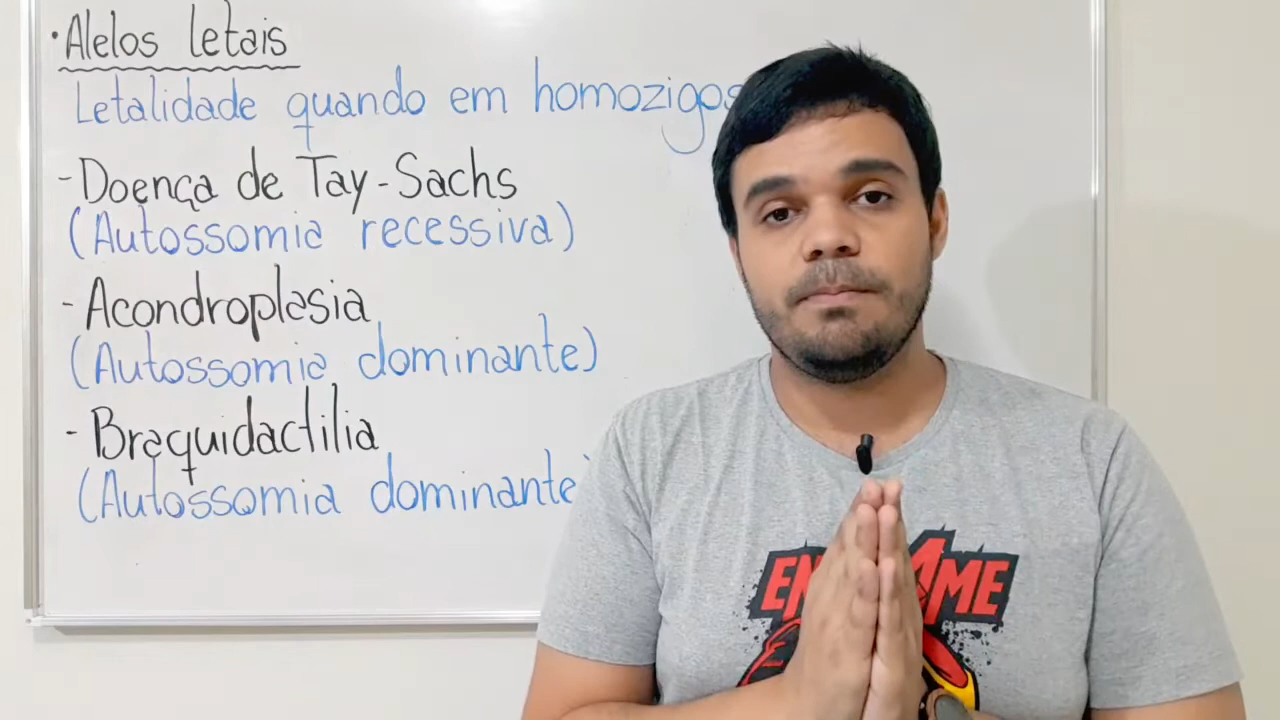 • Alelos letais
Letalidade quando em homozigos
- Doença de Tay-Sachs
(Autossomia recessiva)
- Acondroplasia
(Autossomia dominante)
- Braquidactilia
(Autossomia dominante)